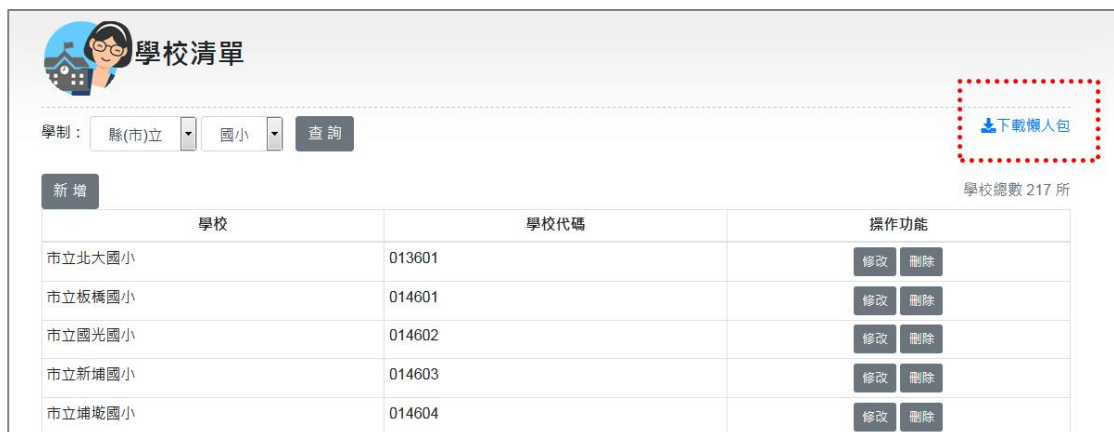 學校清單
學制： 縣(市)立 國小 查詢
下載懶人包
新增
學校總數 217 所
學校 學校代碼 操作功能
市立北大國小 013601 修改 刪除
市立板橋國小 014601 修改 刪除
市立國光國小 014602 修改 刪除
市立新埔國小 014603 修改 刪除
市立埔墘國小 014604 修改 刪除